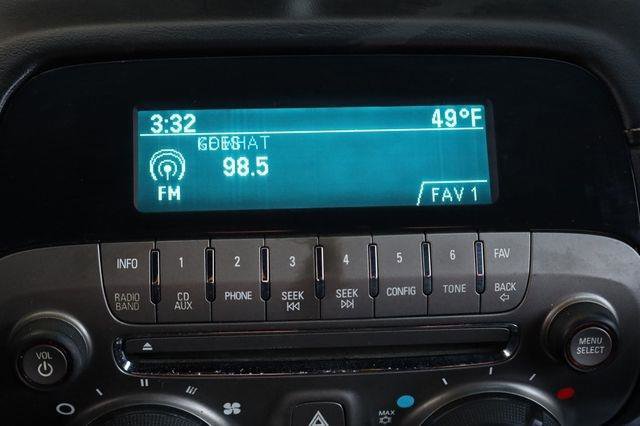 3:32 49°F
98.5
FM FAV 1
INFO 1 2 3 4 5 6 FAV
RADIO BAND CD AUX PHONE SEEK SEEK CONFIG TONE BACK
VOL
MENU SELECT
MAX